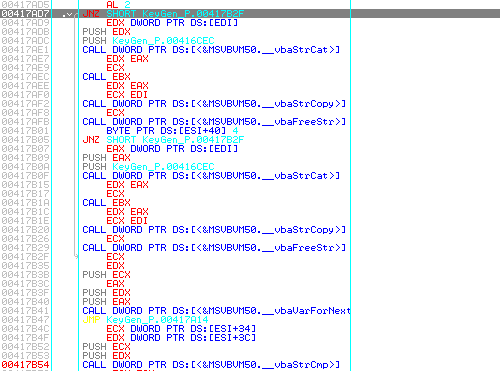 00417AD5 AL 2
00417AD7 JNZ SHORT KeyGen_P.00417B2F
00417AD9 EDX DWORD PTR DS:[EDI]
00417ADB PUSH EDX
00417ADC PUSH KeyGen_P.00416CEC
00417AE1 CALL DWORD PTR DS:[<&MSVBVM50.__vbaStrCat>]
00417AE7 EDX EAX
00417AE9 ECX
00417AEC CALL EBX
00417AEE EDX EAX
00417AF0 ECX EDI
00417AF2 CALL DWORD PTR DS:[<&MSVBVM50.__vbaStrCopy>]
00417AF8 ECX
00417AFB CALL DWORD PTR DS:[<&MSVBVM50.__vbaFreeStr>]
00417B01 BYTE PTR DS:[ESI+40] 4
00417B05 JNZ SHORT KeyGen_P.00417B2F
00417B07 EAX DWORD PTR DS:[EDI]
00417B09 PUSH EAX
00417B0A PUSH KeyGen_P.00416CEC
00417B0F CALL DWORD PTR DS:[<&MSVBVM50.__vbaStrCat>]
00417B15 EDX EAX
00417B17 ECX
00417B1A CALL EBX
00417B1C EDX EAX
00417B1E ECX EDI
00417B20 CALL DWORD PTR DS:[<&MSVBVM50.__vbaStrCopy>]
00417B26 ECX
00417B29 CALL DWORD PTR DS:[<&MSVBVM50.__vbaFreeStr>]
00417B2F ECX
00417B35 EDX
00417B3B PUSH ECX
00417B3C EAX
00417B3F PUSH EDX
00417B40 PUSH EAX
00417B41 CALL DWORD PTR DS:[<&MSVBVM50.__vbaVarForNext
00417B47 JMP KeyGen_P.00417A14
00417B4C ECX DWORD PTR DS:[ESI+34]
00417B4F EDX DWORD PTR DS:[ESI+3C]
00417B52 PUSH ECX
00417B53 PUSH EDX
00417B54 CALL DWORD PTR DS:[<&MSVBVM50.__vbaStrCmp>]